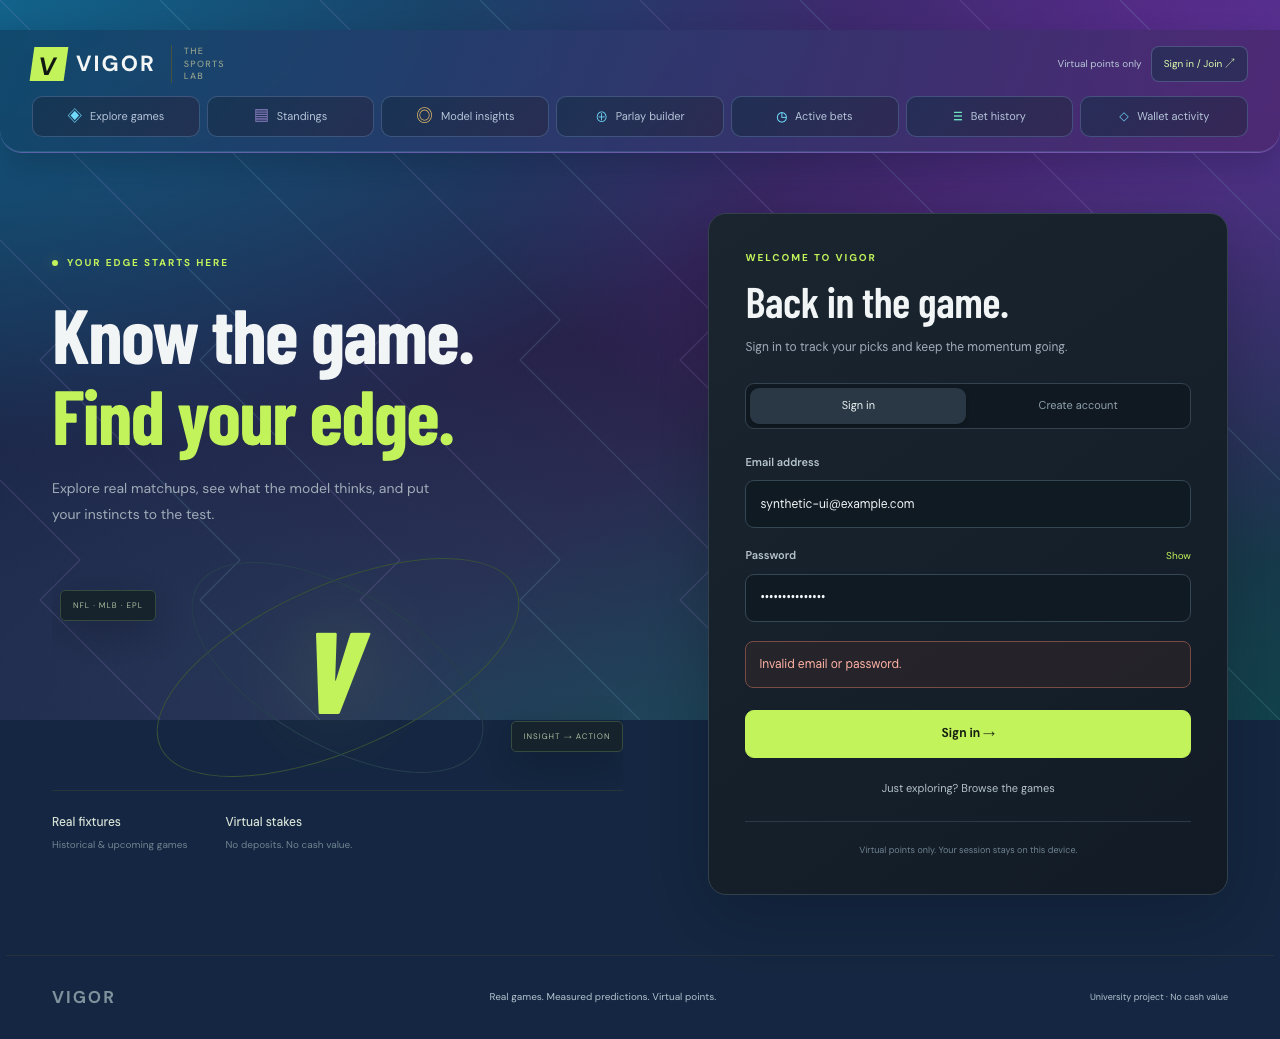 V VIGOR
THE
SPORTS
LAB
Virtual points only
Sign in / Join ↗
Explore games
Standings
Model insights
Parlay builder
Active bets
Bet history
Wallet activity
YOUR EDGE STARTS HERE
Know the game.
Find your edge.
Explore real matchups, see what the model thinks, and put
your instincts to the test.
NFL · MLB · EPL
V
INSIGHT → ACTION
Real fixtures
Historical & upcoming games
Virtual stakes
No deposits. No cash value.
WELCOME TO VIGOR
Back in the game.
Sign in to track your picks and keep the momentum going.
Sign in
Create account
Email address
synthetic-ui@example.com
Password
Show
•••••••••••••••
Invalid email or password.
Sign in →
Just exploring? Browse the games
Virtual points only. Your session stays on this device.
VIGOR
Real games. Measured predictions. Virtual points.
University project · No cash value